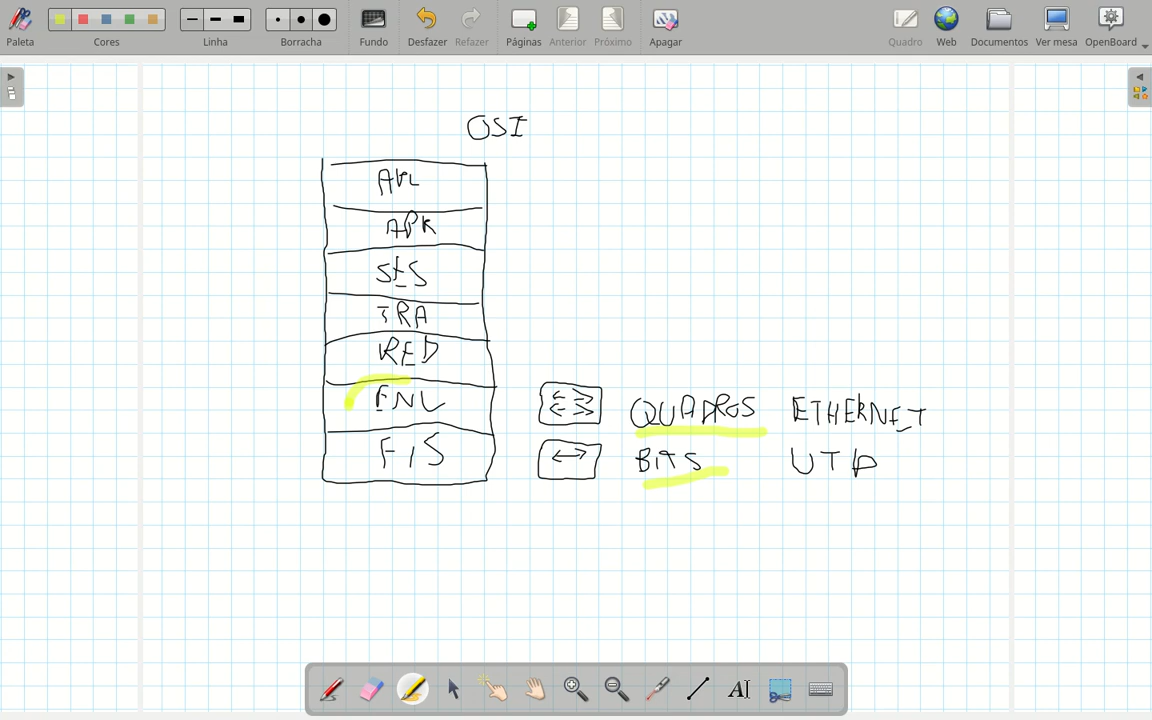 Paleta Cores Linha Borracha Fundo Desfazer Refazer Páginas Anterior Próximo Apagar Quadro Web Documentos Ver mesa OpenBoard
OSI
APL
APR
SES
TRA
RED
ENL QUADROS ETHERNET
FIS BITS UTP